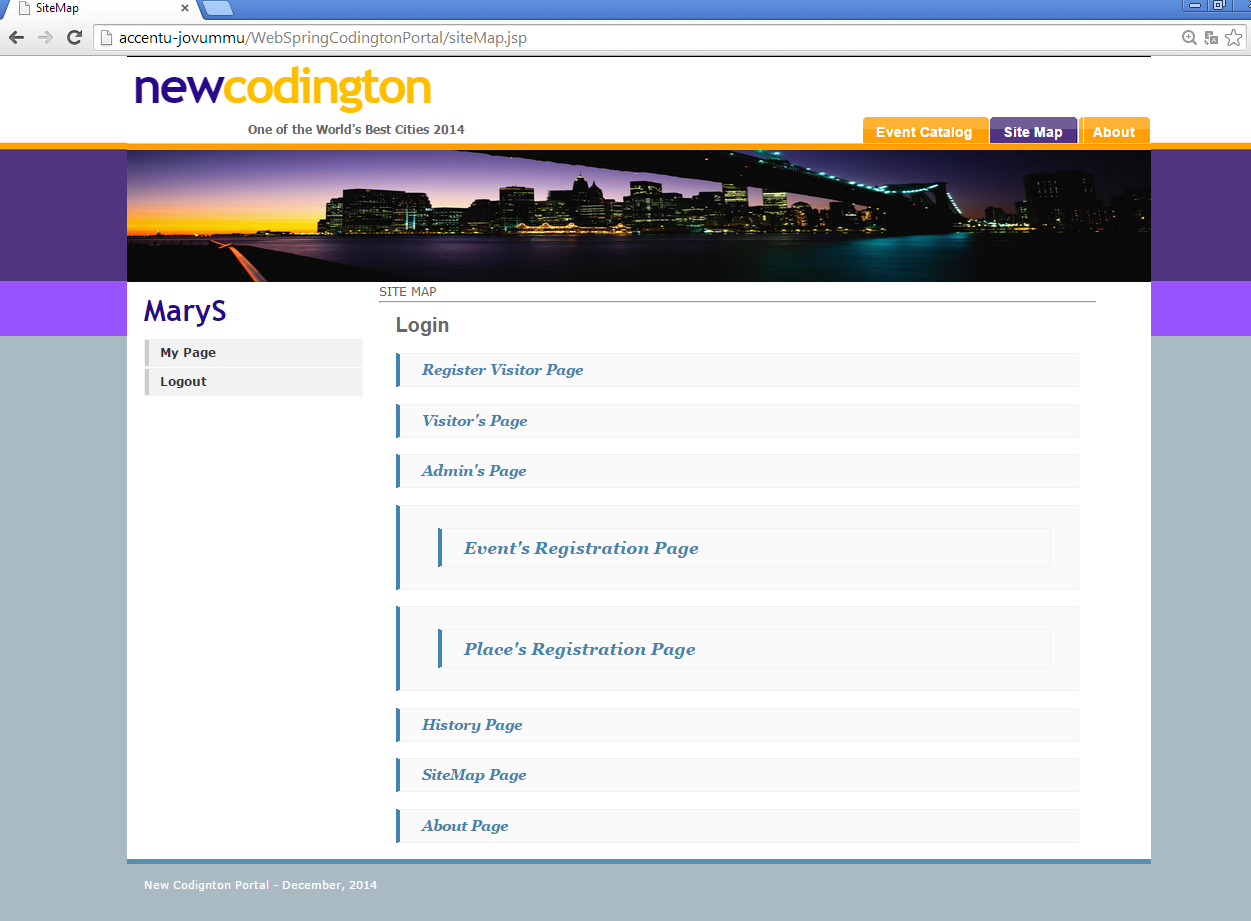 SiteMap
accentu-jovummu/WebSpringCodingtonPortal/siteMap.jsp
newcodington
One of the World's Best Cities 2014
Event Catalog Site Map About
MaryS
My Page
Logout
SITE MAP
Login
Register Visitor Page
Visitor's Page
Admin's Page
Event's Registration Page
Place's Registration Page
History Page
SiteMap Page
About Page
New Codignton Portal - December, 2014